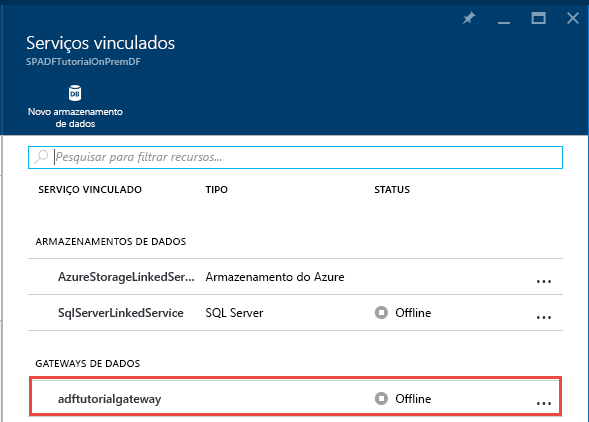 Serviços vinculados
SPADFTutorialOnPremDF
DB
Novo armazenamento
de dados
Pesquisar para filtrar recursos...
SERVIÇO VINCULADO TIPO STATUS
ARMAZENAMENTOS DE DADOS
AzureStorageLinkedSer... Armazenamento do Azure ...
SqlServerLinkedService SQL Server Offline ...
GATEWAYS DE DADOS
adftutorialgateway Offline ...